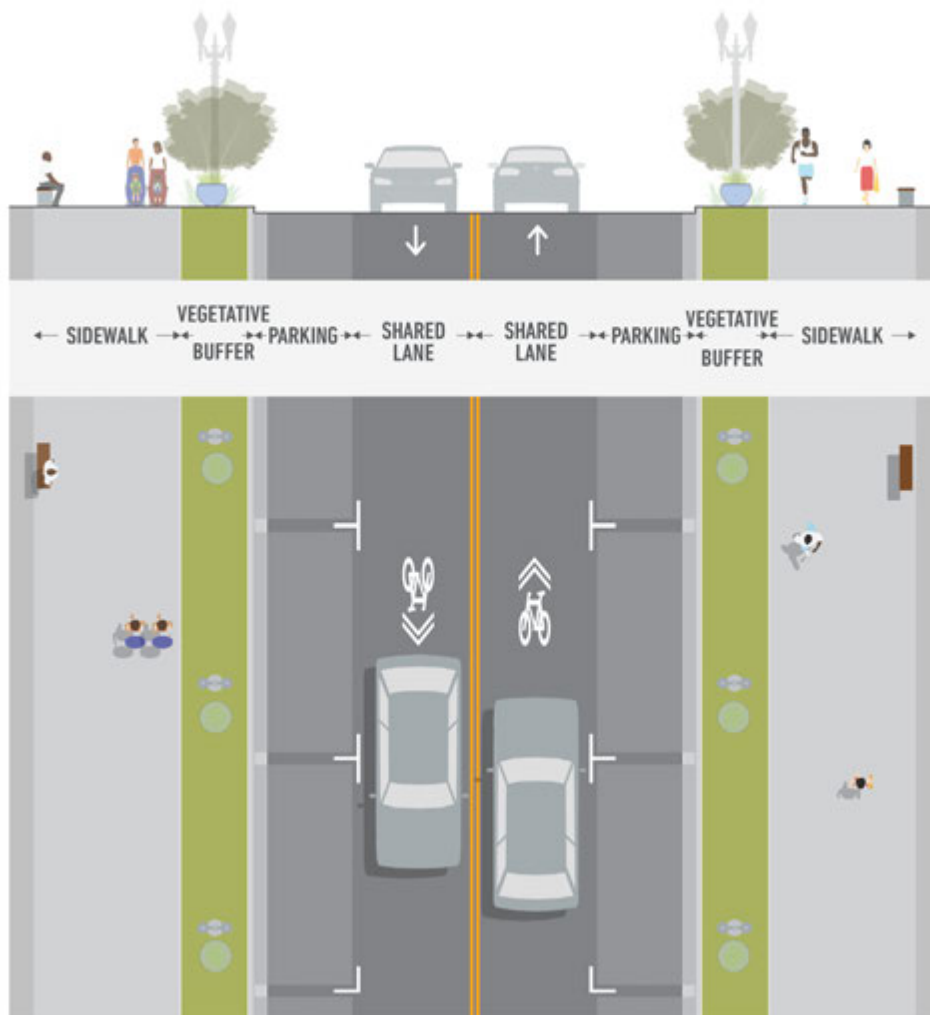 SIDEWALK
VEGETATIVE
BUFFER
PARKING
SHARED
LANE
SHARED
LANE
PARKING
VEGETATIVE
BUFFER
SIDEWALK